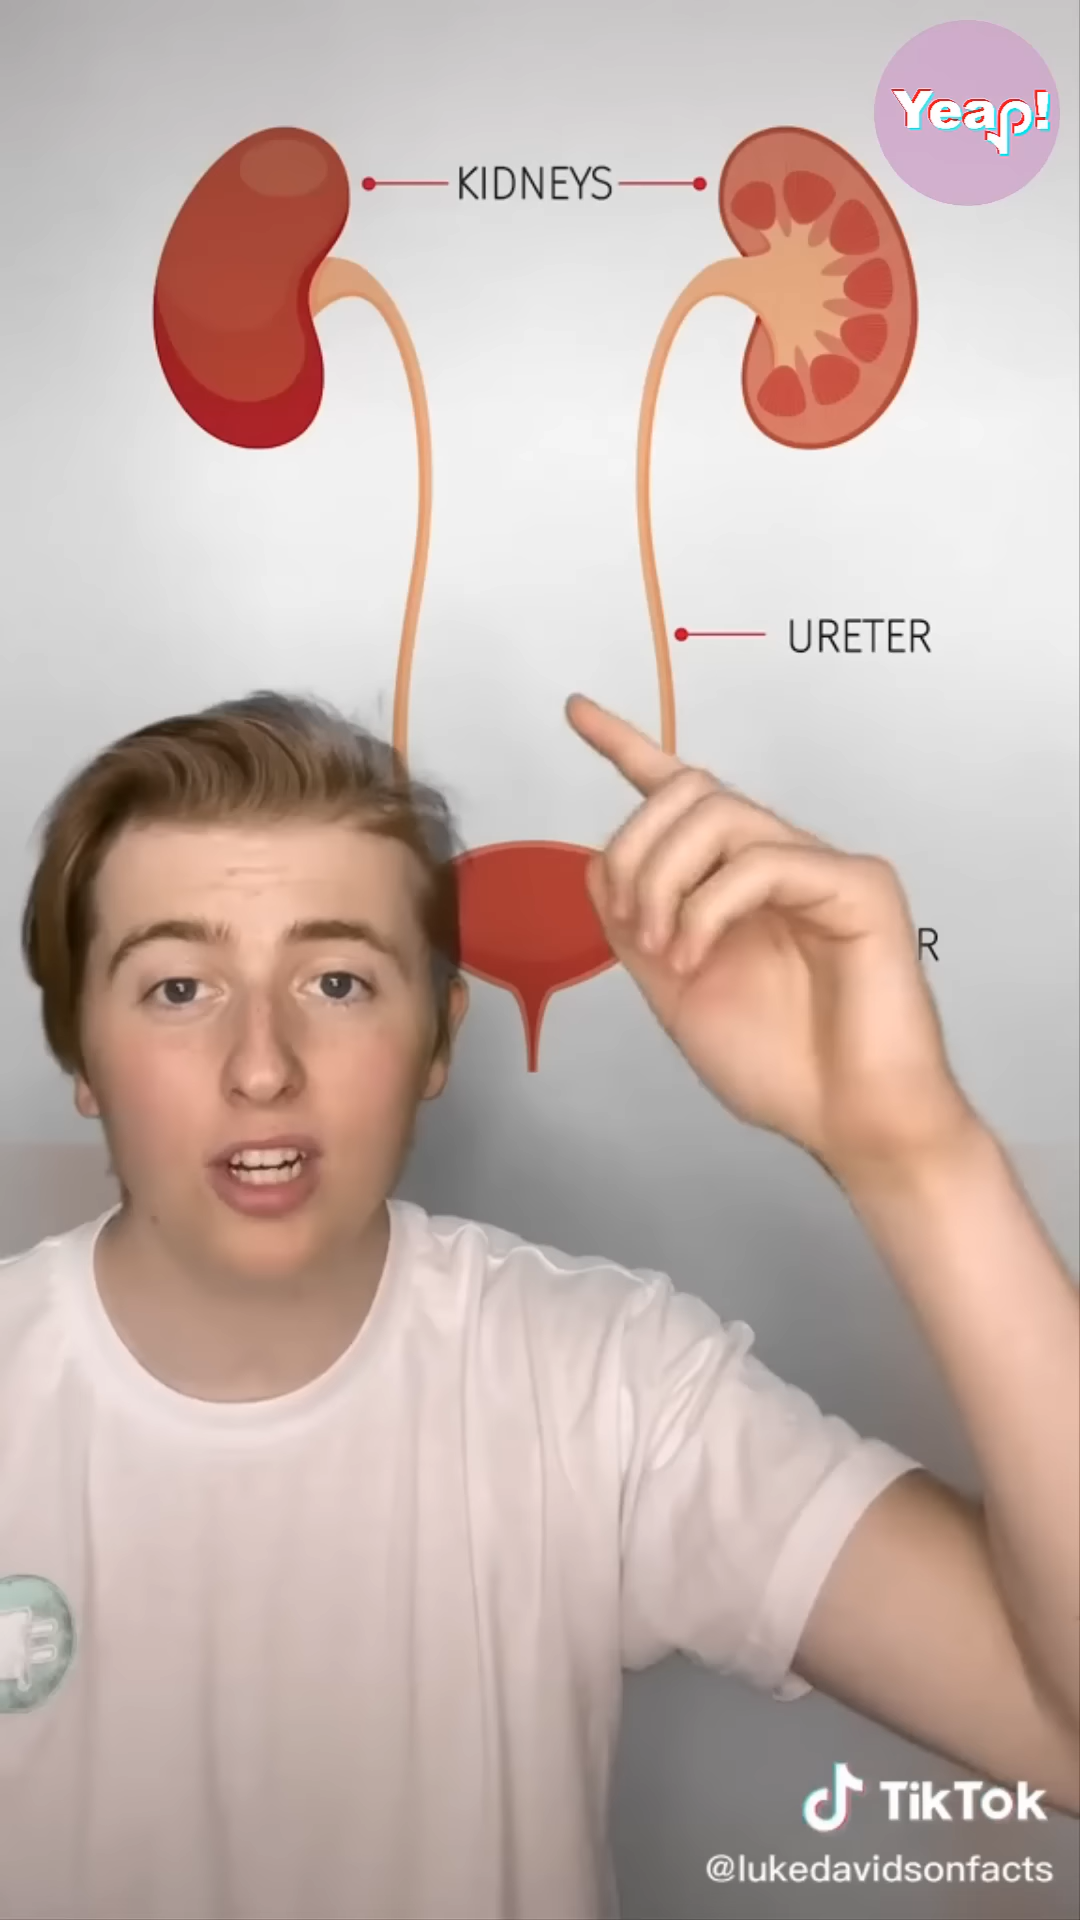 Yeap!
KIDNEYS
URETER
R
TikTok
@lukedavidsonfacts